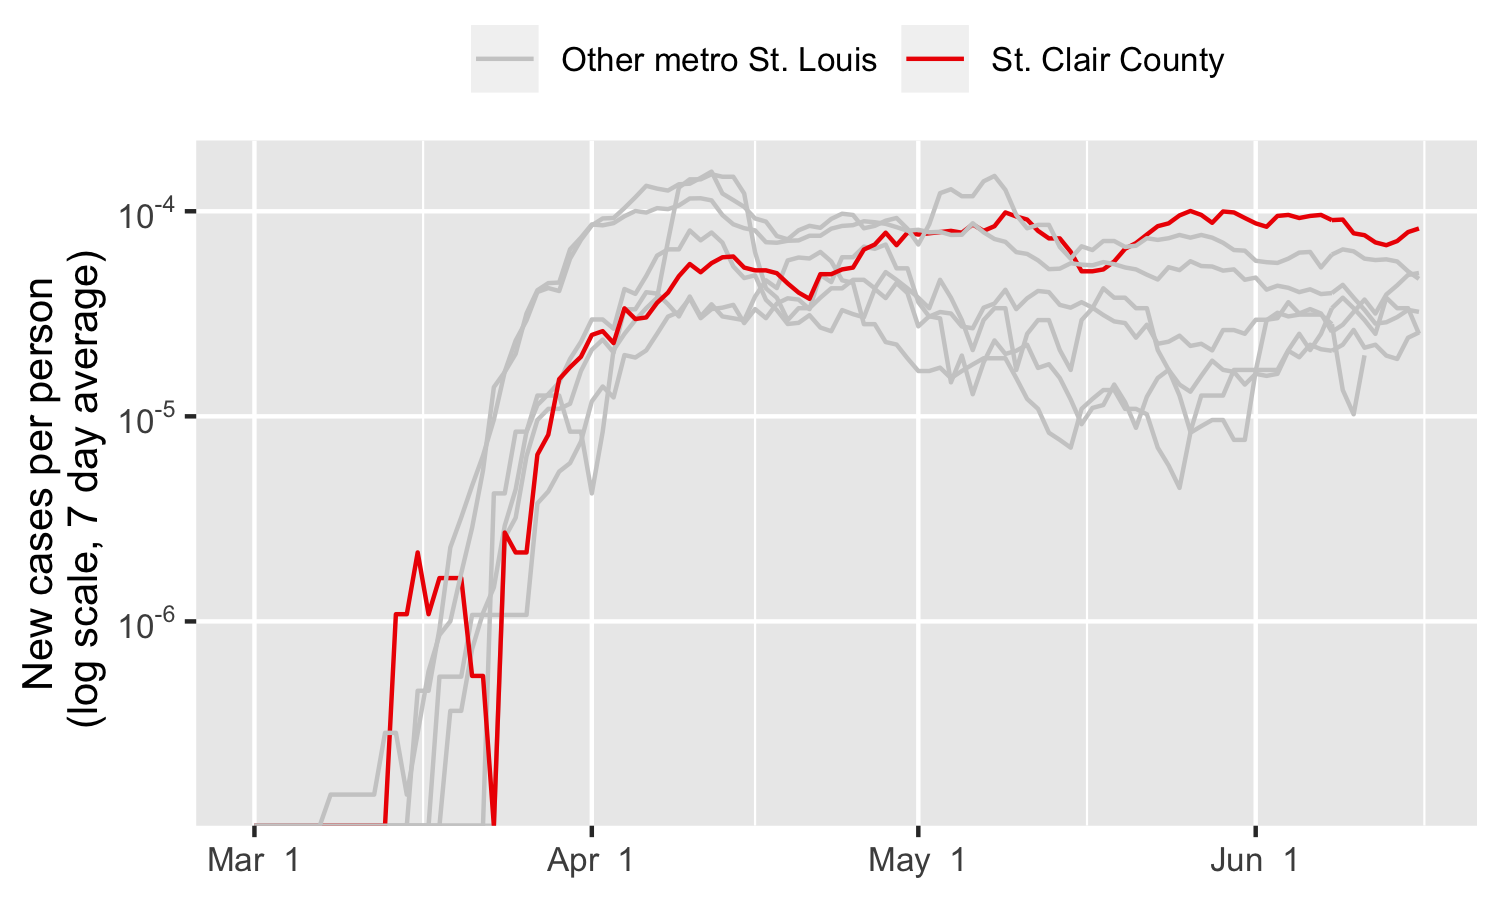 Other metro St. Louis St. Clair County
New cases per person
(log scale, 7 day average)
10-4
10-5
10-6
Mar 1 Apr 1 May 1 Jun 1